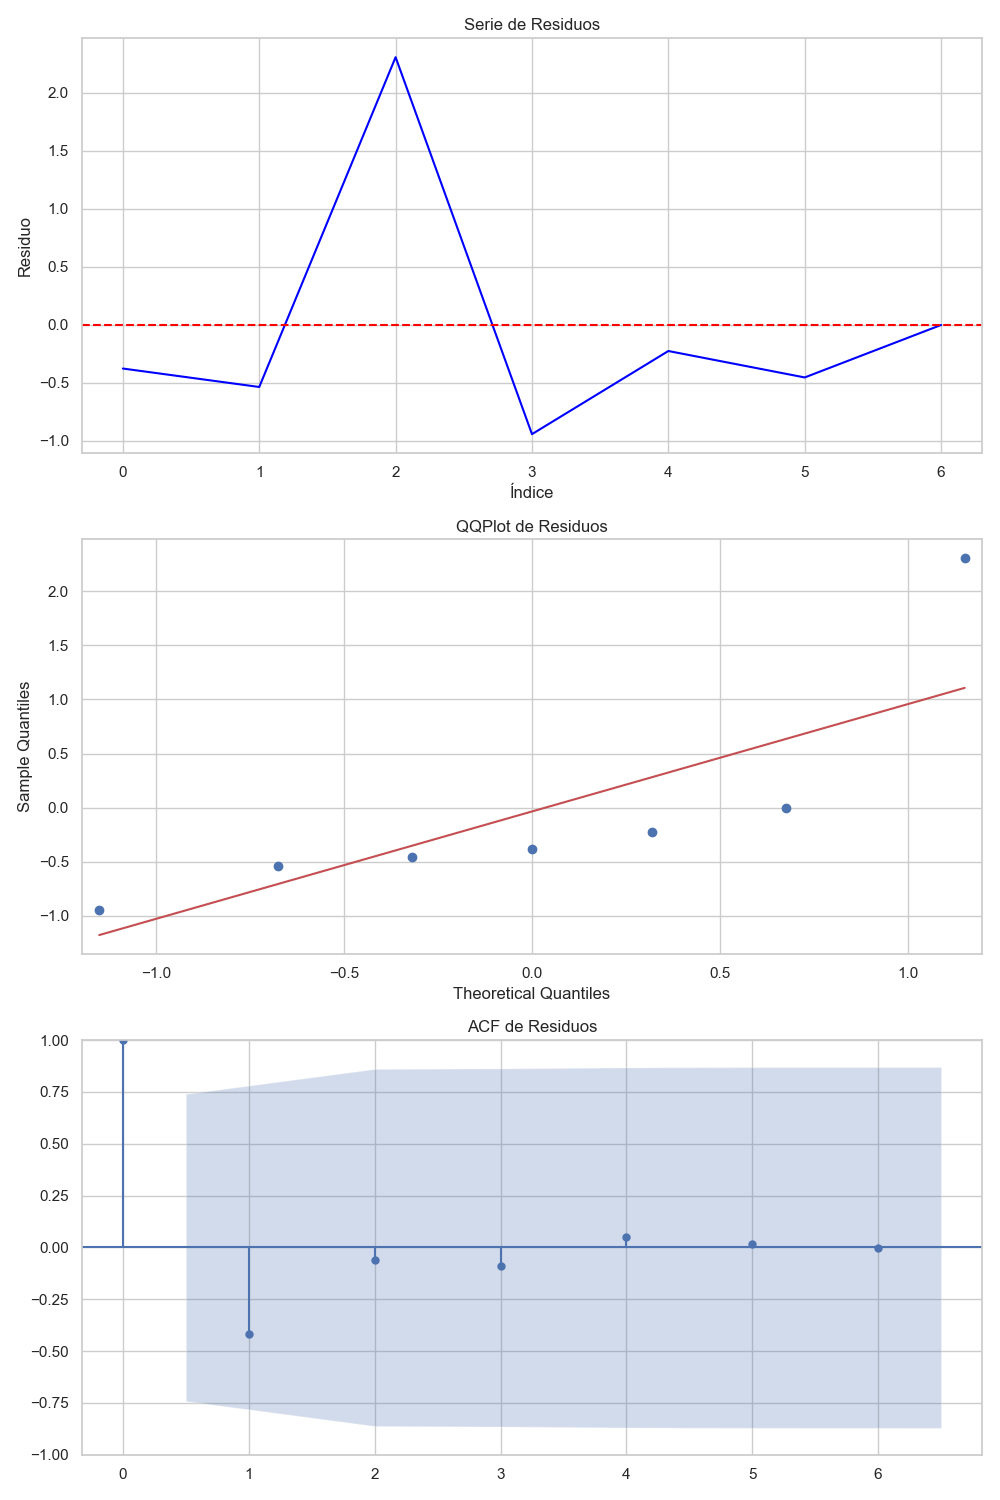 Serie de Residuos
2.0
1.5
1.0
0.5
0.0
−0.5
−1.0
Residuo
0 1 2 3 4 5 6
Índice
QQPlot de Residuos
2.0
1.5
1.0
0.5
0.0
−0.5
−1.0
Sample Quantiles
−1.0 −0.5 0.0 0.5 1.0
Theoretical Quantiles
ACF de Residuos
1.00
0.75
0.50
0.25
0.00
−0.25
−0.50
−0.75
−1.00
0 1 2 3 4 5 6